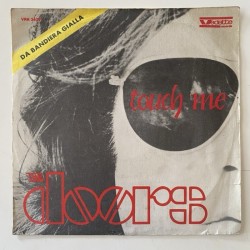 DA BANDIERA GIALLA
touch me
the
doors